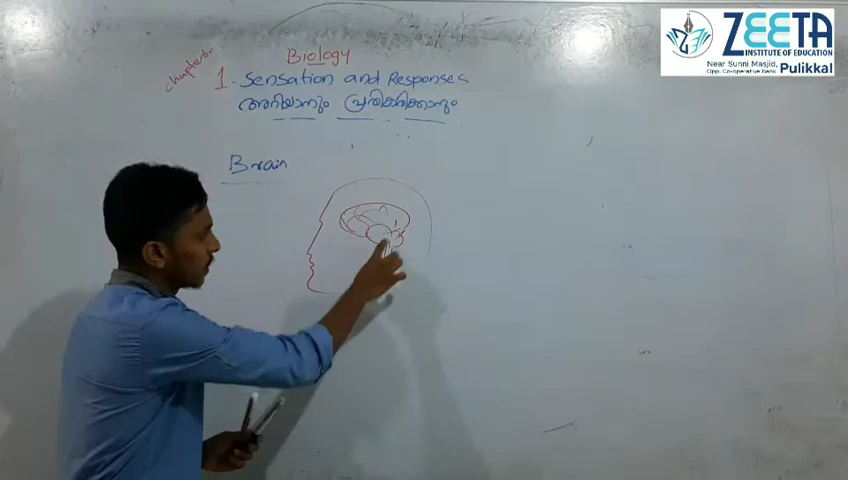 Biology
chapter
1. Sensation and Responses
അറിയാനും പ്രതികരിക്കാനും
Brain
ZEETA
INSTITUTE OF EDUCATION
Near Sunni Masjid,
Opp. Co-operative Bank
Pulikkal